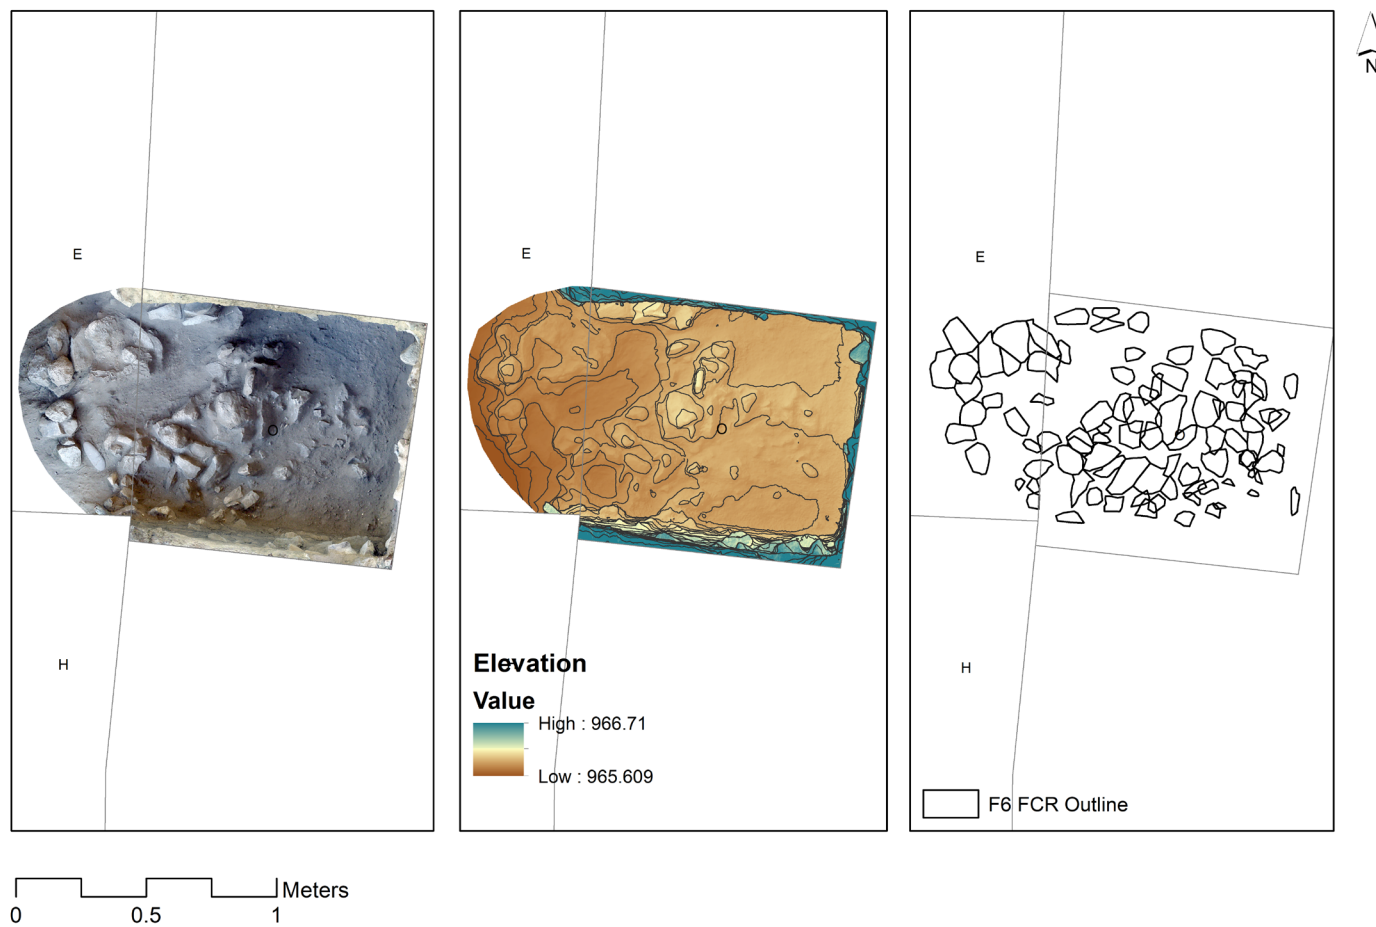 N
E
E
E
O
O
H
H
H
Elevation
Value
High : 966.71
Low : 965.609
F6 FCR Outline
Meters
0 0.5 1